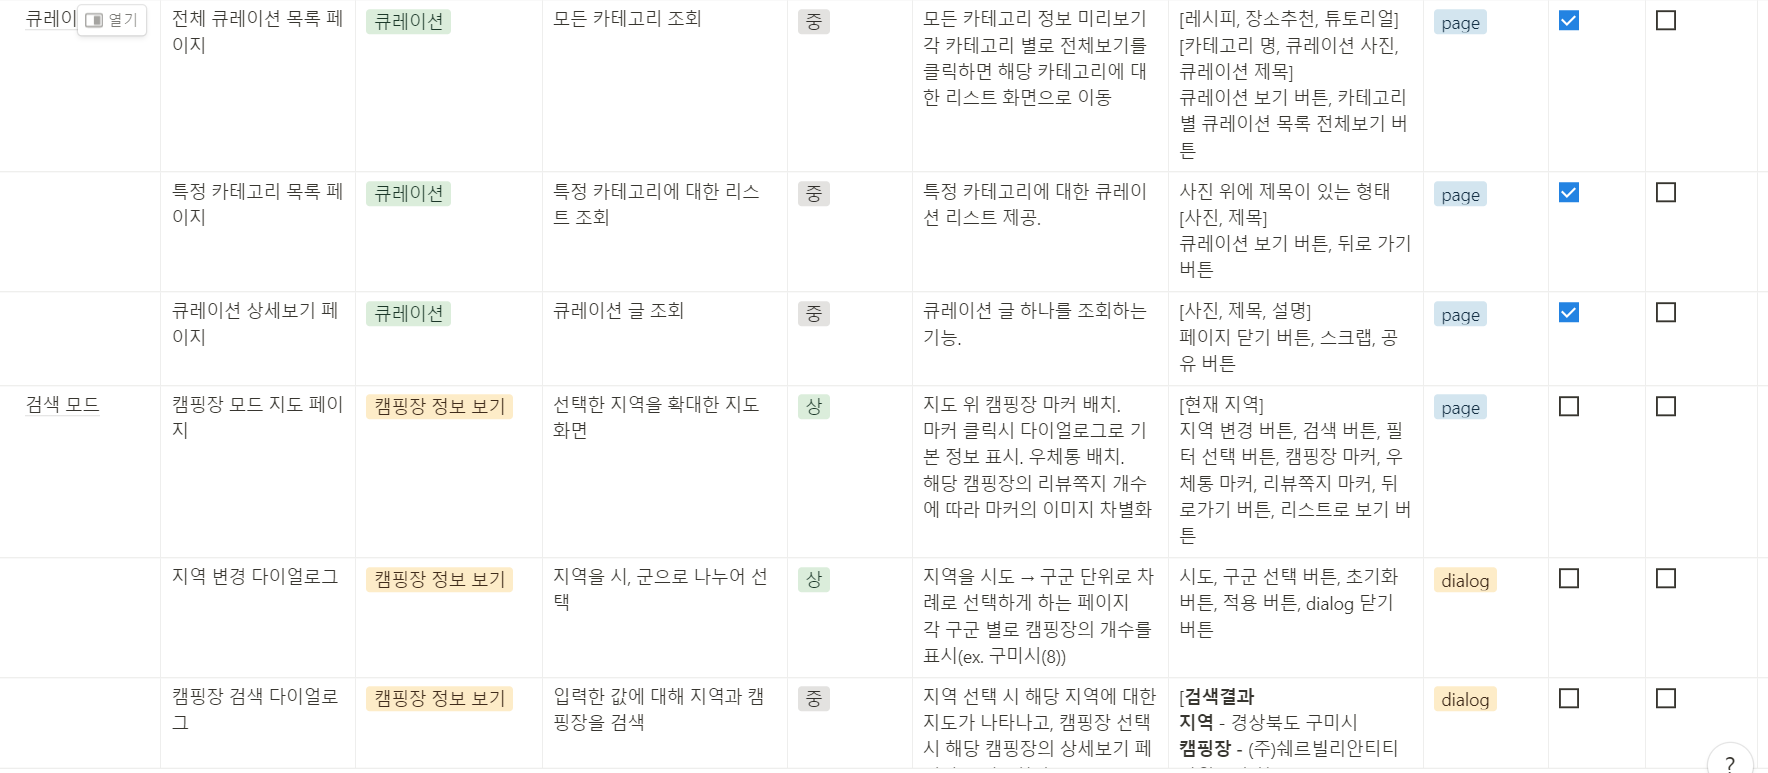 큐레이
열기
전체 큐레이션 목록 페
이지
큐레이션
모든 카테고리 조회
중
모든 카테고리 정보 미리보기
각 카테고리 별로 전체보기를
클릭하면 해당 카테고리에 대
한 리스트 화면으로 이동
[레시피, 장소추천, 튜토리얼]
[카테고리 명, 큐레이션 사진,
큐레이션 제목]
큐레이션 보기 버튼, 카테고리
별 큐레이션 목록 전체보기 버
튼
page
특정 카테고리 목록 페
이지
큐레이션
특정 카테고리에 대한 리스
트 조회
중
특정 카테고리에 대한 큐레이
션 리스트 제공.
사진 위에 제목이 있는 형태
[사진, 제목]
큐레이션 보기 버튼, 뒤로 가기
버튼
page
큐레이션 상세보기 페
이지
큐레이션
큐레이션 글 조회
중
큐레이션 글 하나를 조회하는
기능.
[사진, 제목, 설명]
페이지 닫기 버튼, 스크랩, 공
유 버튼
page
검색 모드
캠핑장 모드 지도 페이
지
캠핑장 정보 보기
선택한 지역을 확대한 지도
화면
상
지도 위 캠핑장 마커 배치.
마커 클릭시 다이얼로그로 기
본 정보 표시. 우체통 배치.
해당 캠핑장의 리뷰쪽지 개수
에 따라 마커의 이미지 차별화
[현재 지역]
지역 변경 버튼, 검색 버튼, 필
터 선택 버튼, 캠핑장 마커, 우
체통 마커, 리뷰쪽지 마커, 뒤
로가기 버튼, 리스트로 보기 버
튼
page
지역 변경 다이얼로그
캠핑장 정보 보기
지역을 시, 군으로 나누어 선
택
상
지역을 시도 → 구군 단위로 차
례로 선택하게 하는 페이지
각 구군 별로 캠핑장의 개수를
표시(ex. 구미시(8))
시도, 구군 선택 버튼, 초기화
버튼, 적용 버튼, dialog 닫기
버튼
dialog
캠핑장 검색 다이얼로
그
캠핑장 정보 보기
입력한 값에 대해 지역과 캠
핑장을 검색
중
지역 선택 시 해당 지역에 대한
지도가 나타나고, 캠핑장 선택
시 해당 캠핑장의 상세보기 페
[검색결과
지역 - 경상북도 구미시
캠핑장 - (주)쉐르빌리안티티
dialog
?